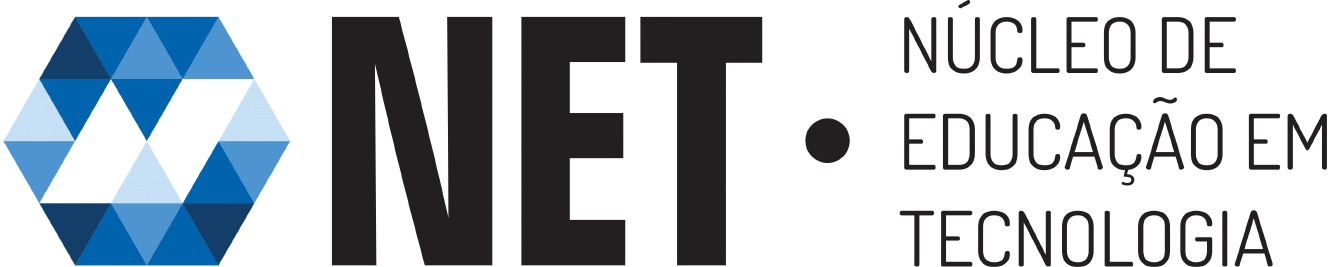 NET
NÚCLEO DE
EDUCAÇÃO EM
TECNOLOGIA